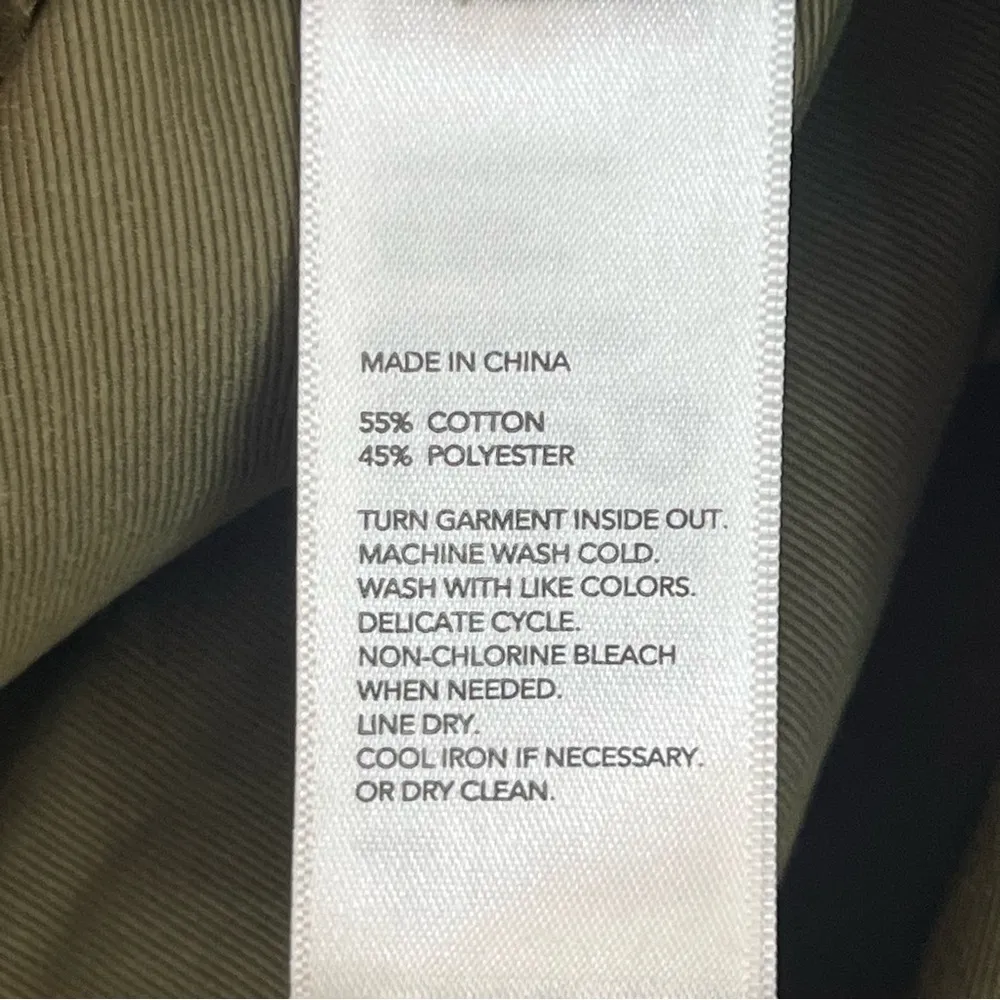 MADE IN CHINA
55% COTTON
45% POLYESTER
TURN GARMENT INSIDE OUT.
MACHINE WASH COLD.
WASH WITH LIKE COLORS.
DELICATE CYCLE.
NON-CHLORINE BLEACH
WHEN NEEDED.
LINE DRY.
COOL IRON IF NECESSARY.
OR DRY CLEAN.